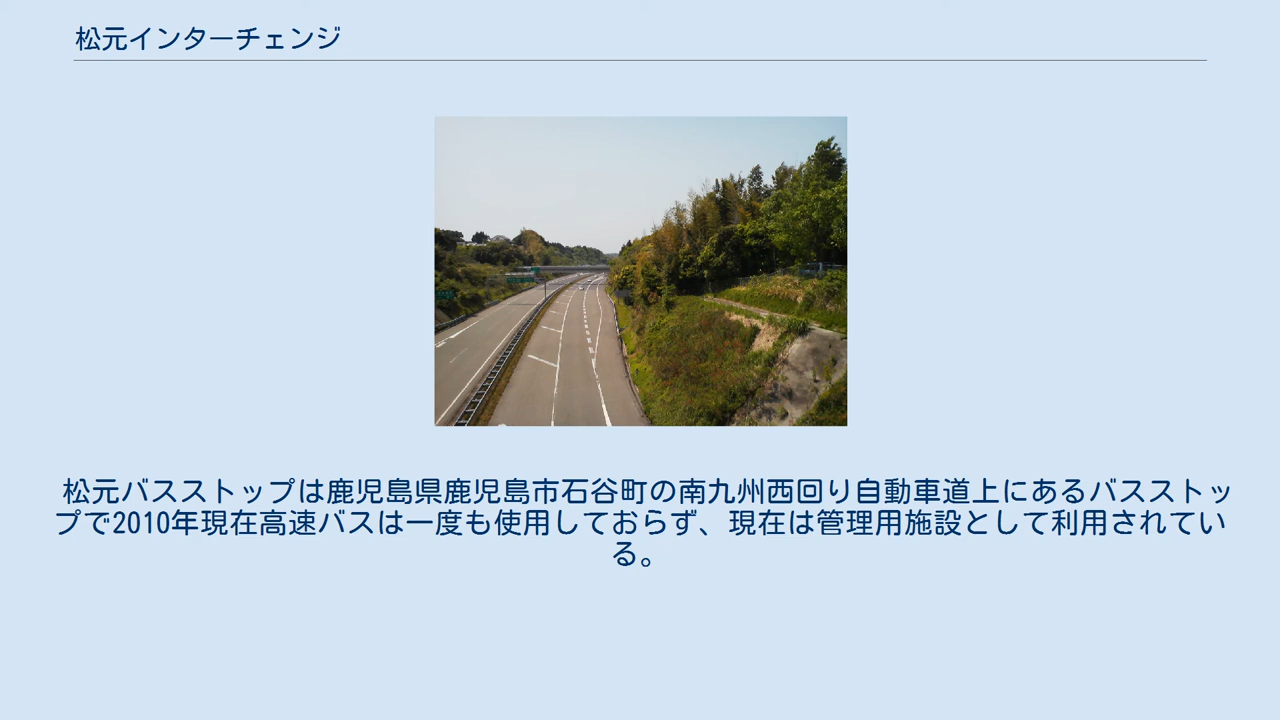 松元インターチェンジ
松元バスストップは鹿児島県鹿児島市石谷町の南九州西回り自動車道上にあるバスストッ
プで2010年現在高速バスは一度も使用しておらず、現在は管理用施設として利用されてい
る。